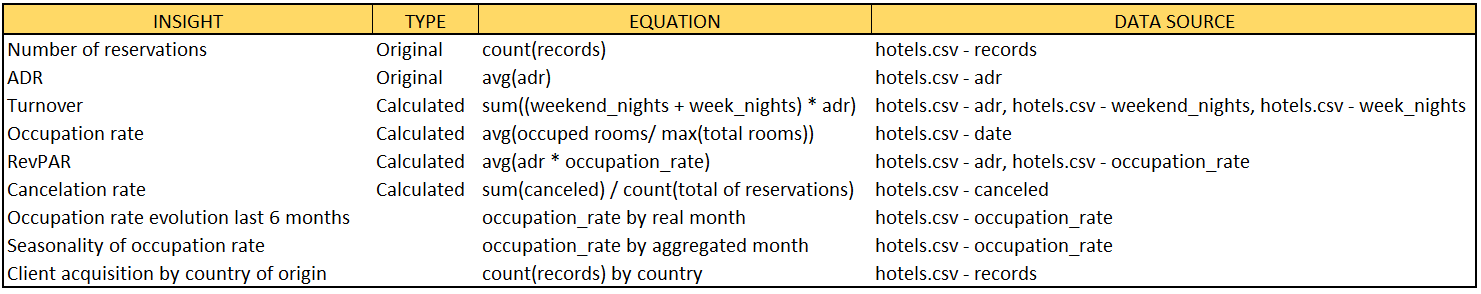 INSIGHT TYPE EQUATION DATA SOURCE
Number of reservations Original count(records) hotels.csv - records
ADR Original avg(adr) hotels.csv - adr
Turnover Calculated sum((weekend_nights + week_nights) * adr) hotels.csv - adr, hotels.csv - weekend_nights, hotels.csv - week_nights
Occupation rate Calculated avg(occuped rooms/ max(total rooms)) hotels.csv - date
RevPAR Calculated avg(adr * occupation_rate) hotels.csv - adr, hotels.csv - occupation_rate
Cancelation rate Calculated sum(canceled) / count(total of reservations) hotels.csv - canceled
Occupation rate evolution last 6 months occupation_rate by real month hotels.csv - occupation_rate
Seasonality of occupation rate occupation_rate by aggregated month hotels.csv - occupation_rate
Client acquisition by country of origin count(records) by country hotels.csv - records